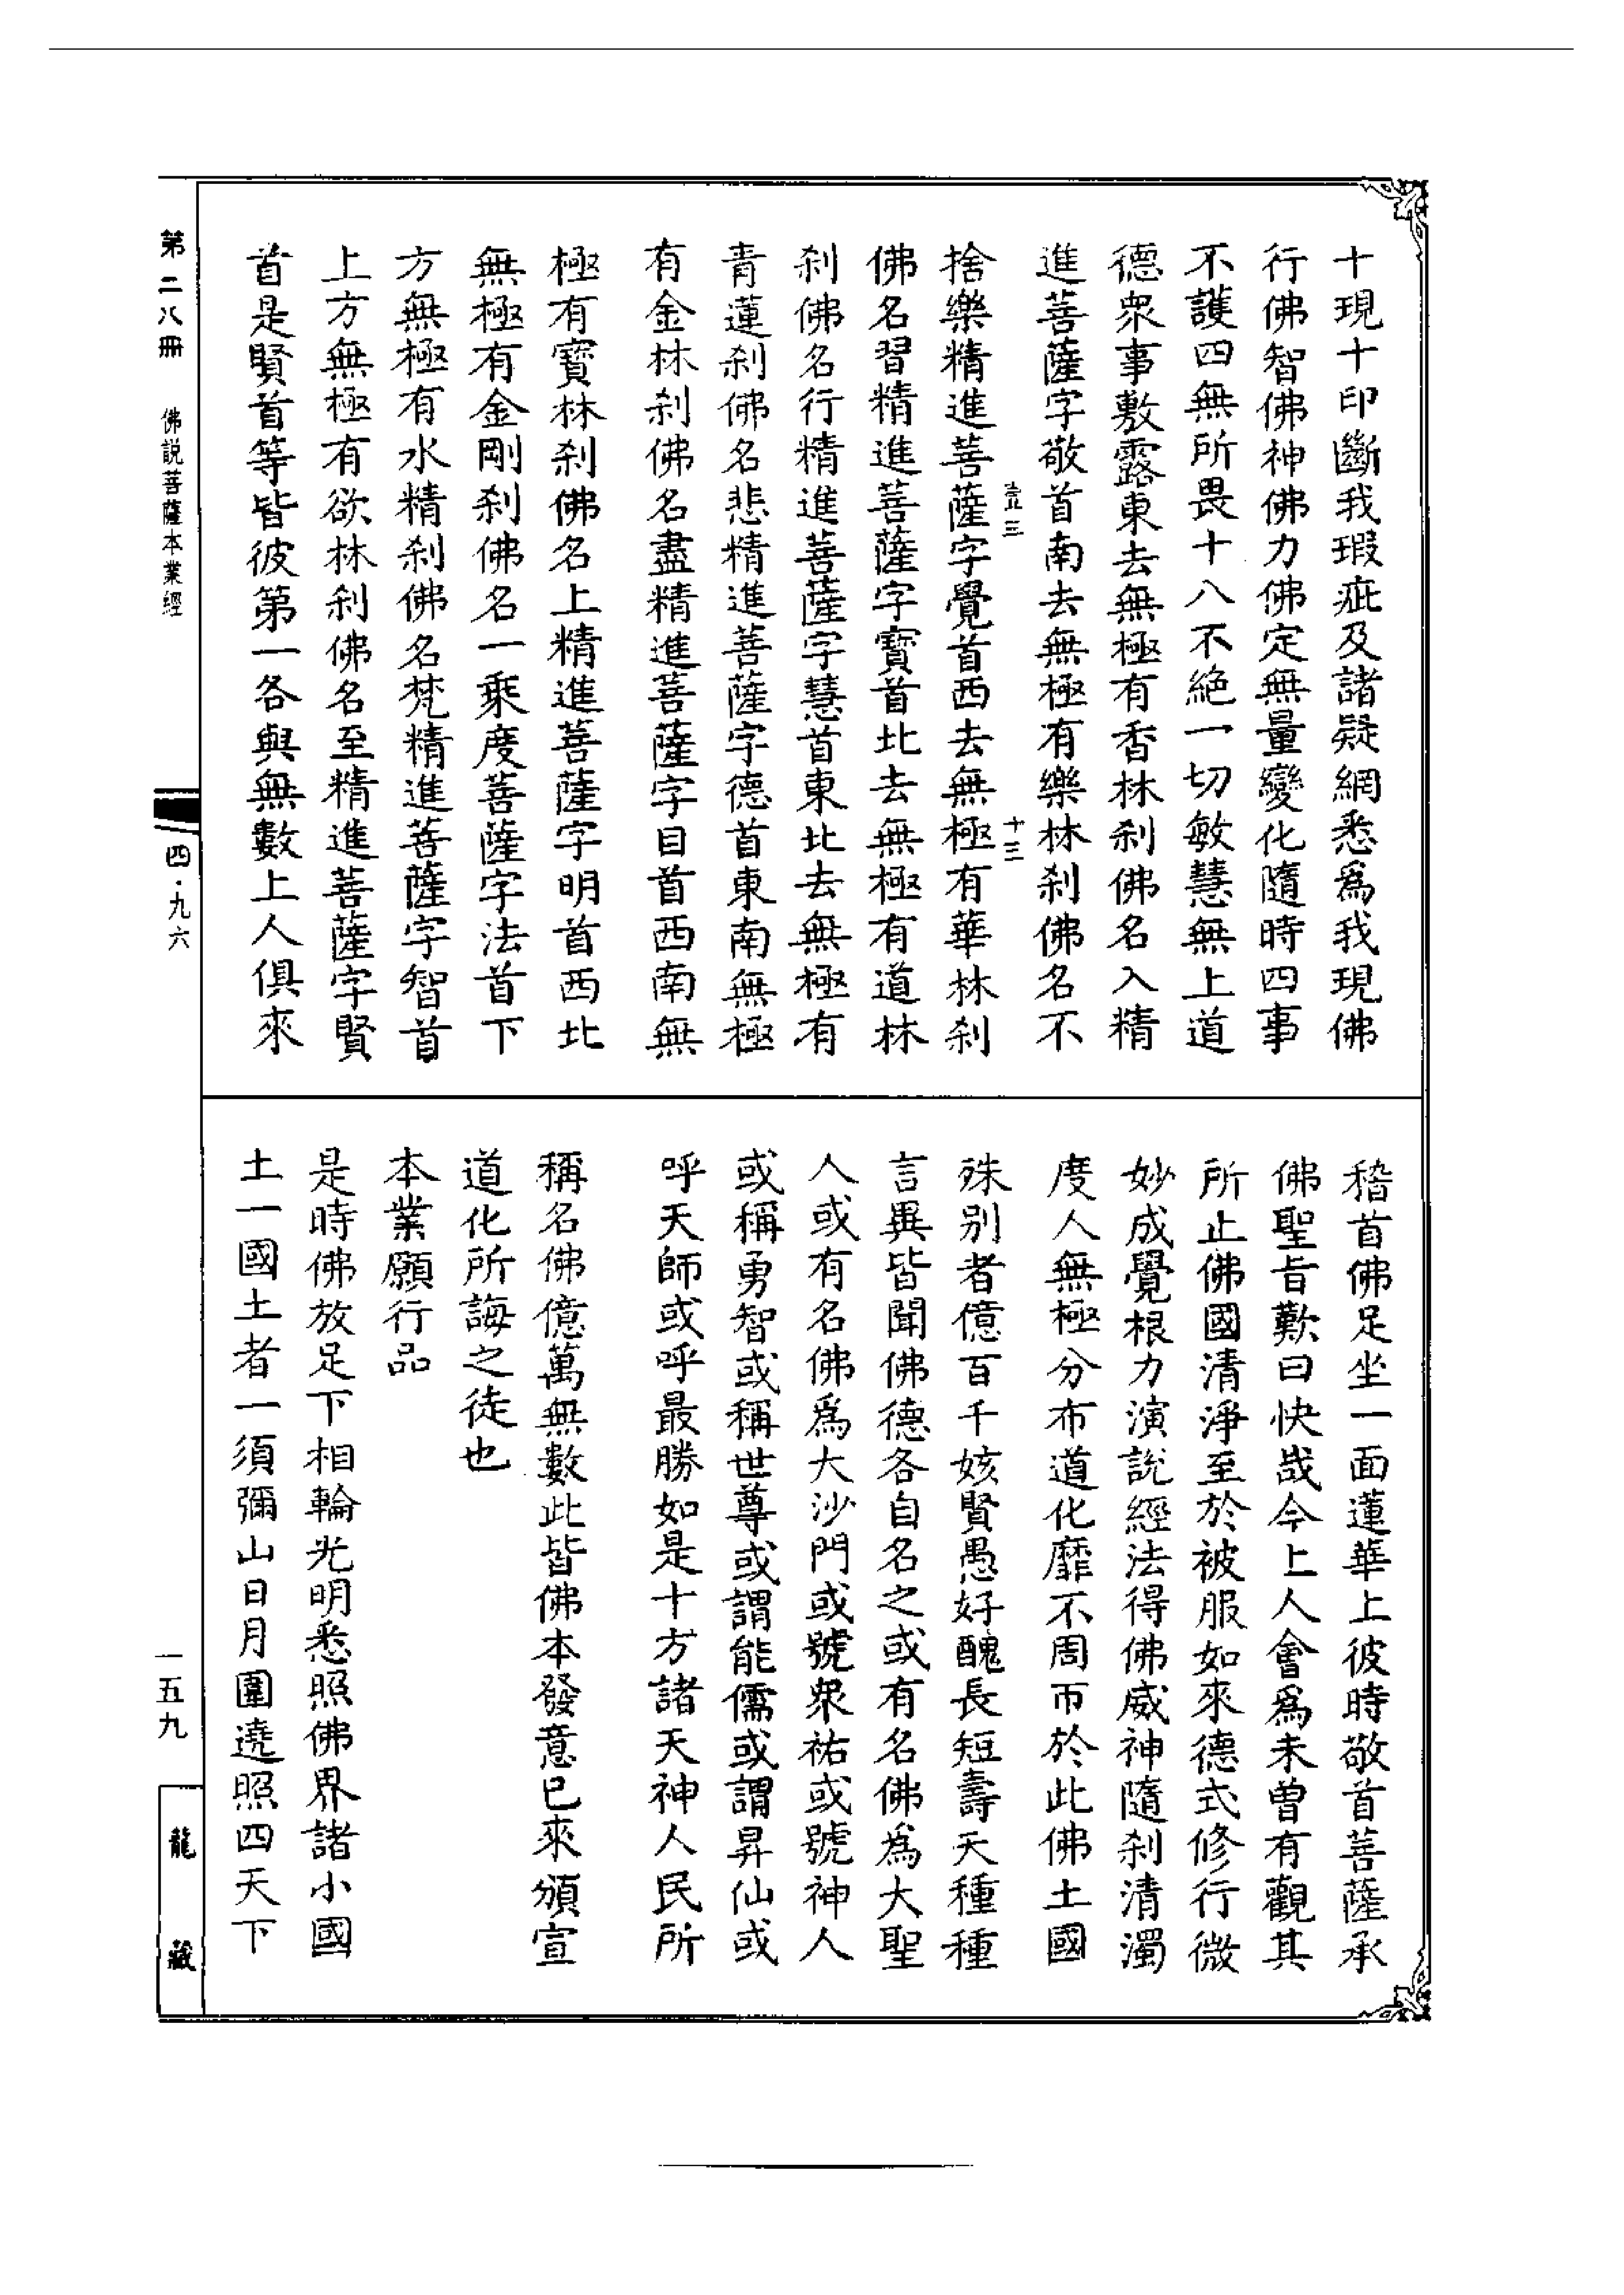 十現十印斷我瑕疵及諸疑網悉爲我現佛
行佛智佛神佛力佛定無量變化隨時四事
不護四無所畏十八不絕一切敏慧無上道
德衆事敷露東去無極有香林刹佛名入精
進菩薩字敬首南去無極有樂林刹佛名不
壹三 十三
捨樂精進菩薩字覺首西去無極有華林刹
佛名習精進菩薩字寶首北去無極有道林
刹佛名行精進菩薩字慧首東北去無極有
青蓮刹佛名悲精進菩薩字德首東南無極
有金林刹佛名盡精進菩薩字目首西南無
極有寶林刹佛名上精進菩薩字明首西北
無極有金剛刹佛名一乘度菩薩字法首下
方無極有水精刹佛名梵精進菩薩字智首
上方無極有欲林刹佛名至精進菩薩字賢
首是賢首等皆彼第一各與無數上人俱來
稽首佛足坐一面蓮華上彼時敬首菩薩承
佛聖旨歎曰快哉今上人會爲未曾有觀其
所止佛國清淨至於被服如來德式修行微
妙成覺根力演說經法得佛威神隨刹清濁
度人無極分布道化靡不周帀於此佛土國
殊别者億百千姟賢愚好醜長短壽夭種種
言異皆聞佛德各自名之或有名佛爲大聖
人或有名佛爲大沙門或號衆祐或號神人
或稱勇智或稱世尊或謂能儒或謂昇仙或
呼天師或呼最勝如是十方諸天神人民所
稱名佛億萬無數此皆佛本發意已來頒宣
道化所誨之徒也
本業願行品
是時佛放足下相輪光明悉照佛界諸小國
土一國土者一須彌山日月圍遶照四天下
第二八冊 佛說菩薩本業經
四·九六
一五九
龍藏